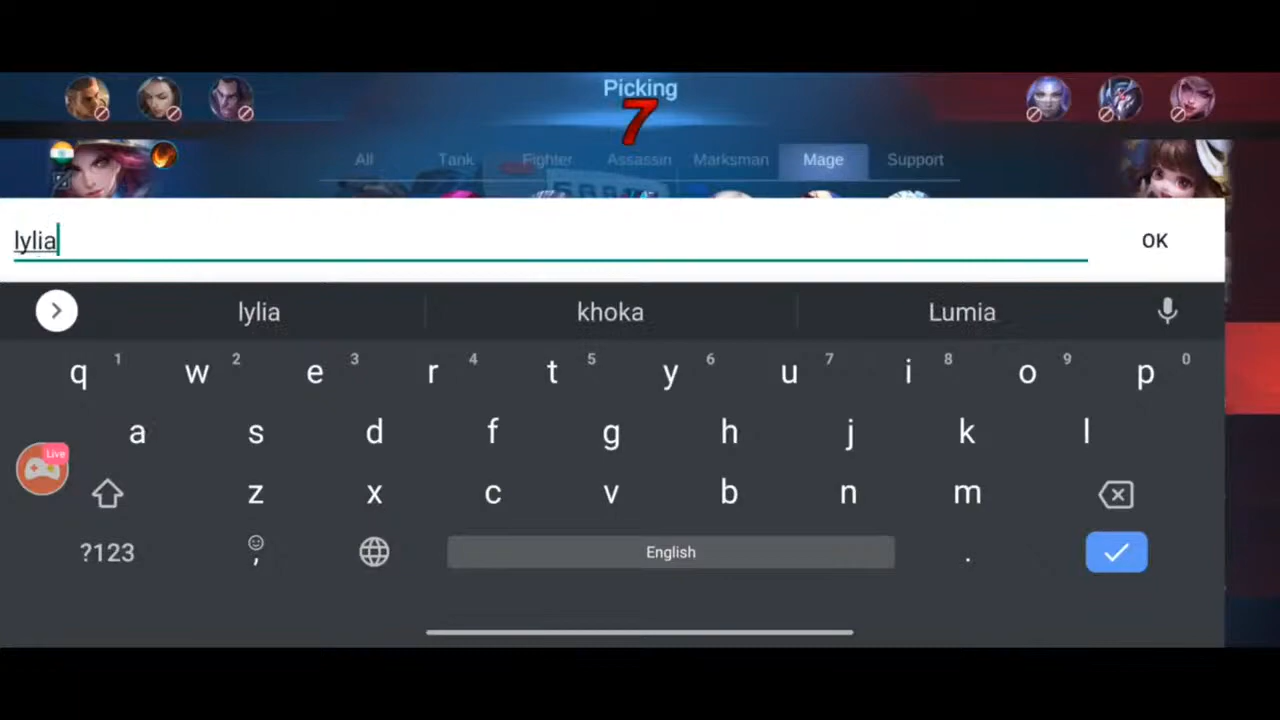 Picking
7
All Tank Fighter Assassin Marksman Mage Support
lylia OK
lylia khoka Lumia
q 1 w 2 e 3 r 4 t 5 y 6 u 7 i 8 o 9 p 0
a s d f g h j k l
Live
z x c v b n m
?123 , English .